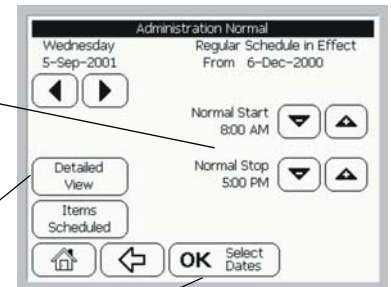 Administration Normal
Wednesday
5-Sep-2001
Regular Schedule in Effect
From 6-Dec-2000
Normal Start
8:00 AM
Normal Stop
5:00 PM
Detailed
View
Items
Scheduled
OK Select
Dates